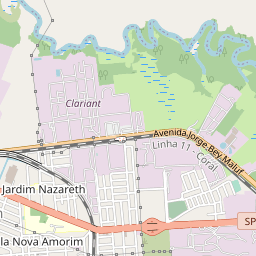 Clariant
Avenida Jorge Bey Maluf
Linha 11 - Coral
Jardim Nazareth
SP
la Nova Amorim